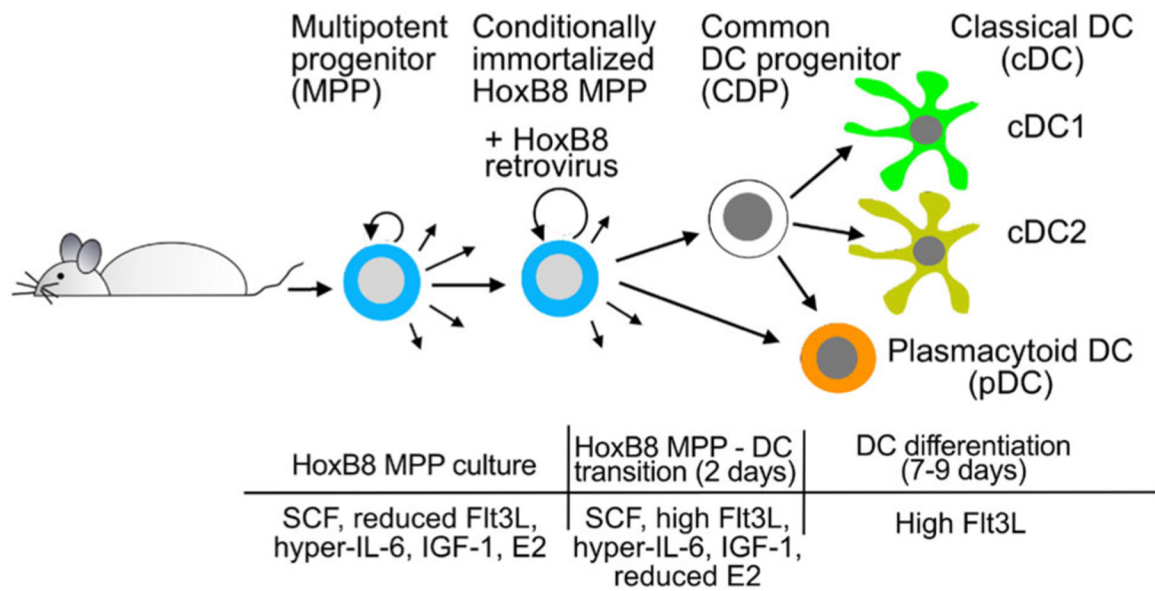 Multipotent
progenitor
(MPP)
Conditionally
immortalized
HoxB8 MPP
+ HoxB8
retrovirus
Common
DC progenitor
(CDP)
Classical DC
(cDC)
cDC1
cDC2
Plasmacytoid DC
(pDC)
HoxB8 MPP culture
HoxB8 MPP - DC
transition (2 days)
DC differentiation
(7-9 days)
SCF, reduced Flt3L,
hyper-IL-6, IGF-1, E2
SCF, high Flt3L,
hyper-IL-6, IGF-1,
reduced E2
High Flt3L